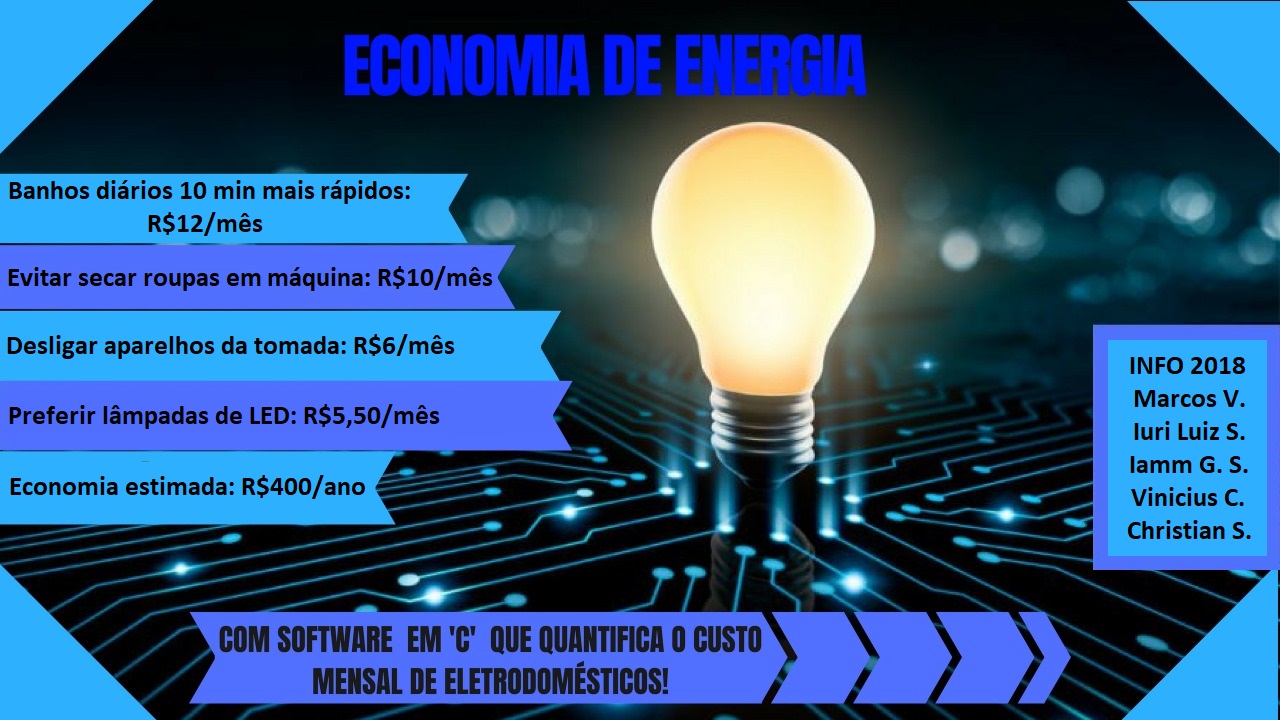 ECONOMIA DE ENERGIA
Banhos diários 10 min mais rápidos:
R$12/mês
Evitar secar roupas em máquina: R$10/mês
Desligar aparelhos da tomada: R$6/mês
Preferir lâmpadas de LED: R$5,50/mês
Economia estimada: R$400/ano
INFO 2018
Marcos V.
Iuri Luiz S.
Iamm G. S.
Vinicius C.
Christian S.
COM SOFTWARE EM 'C' QUE QUANTIFICA O CUSTO
MENSAL DE ELETRODOMÉSTICOS!